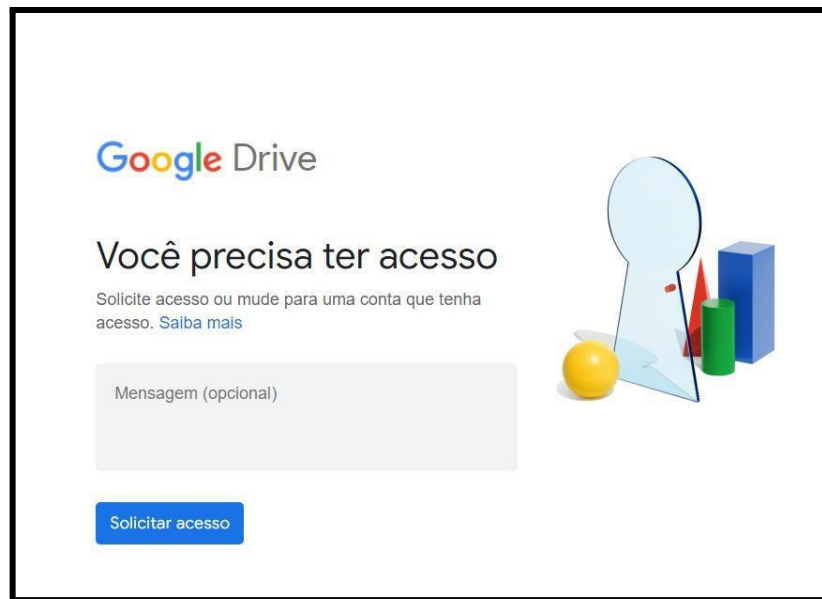 Google Drive
Você precisa ter acesso
Solicite acesso ou mude para uma conta que tenha
acesso. Saiba mais
Mensagem (opcional)
Solicitar acesso